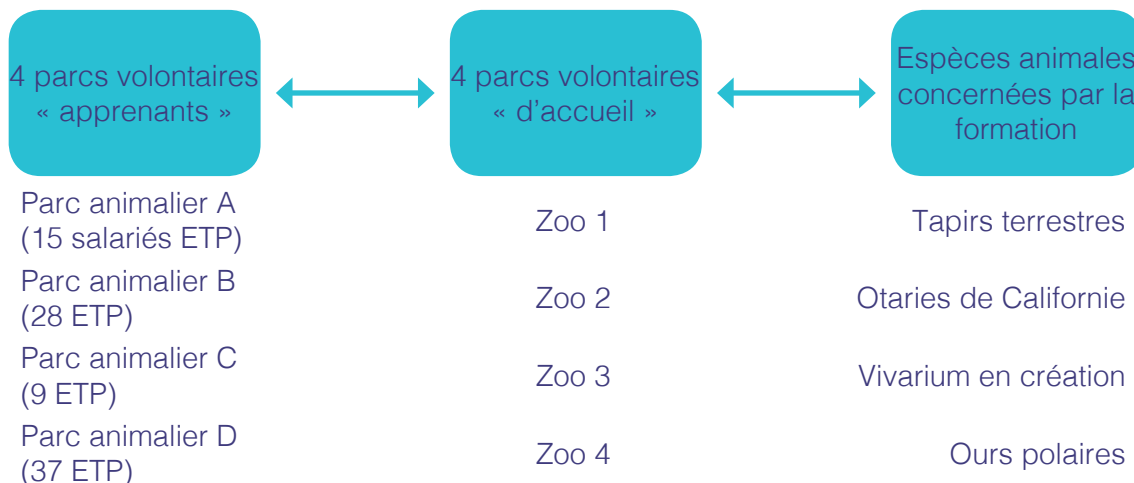 4 parcs volontaires
« apprenants »
4 parcs volontaires
« d’accueil »
Espèces animales
concernées par la
formation
Parc animalier A
(15 salariés ETP)
Zoo 1
Tapirs terrestres
Parc animalier B
(28 ETP)
Zoo 2
Otaries de Californie
Parc animalier C
(9 ETP)
Zoo 3
Vivarium en création
Parc animalier D
(37 ETP)
Zoo 4
Ours polaires